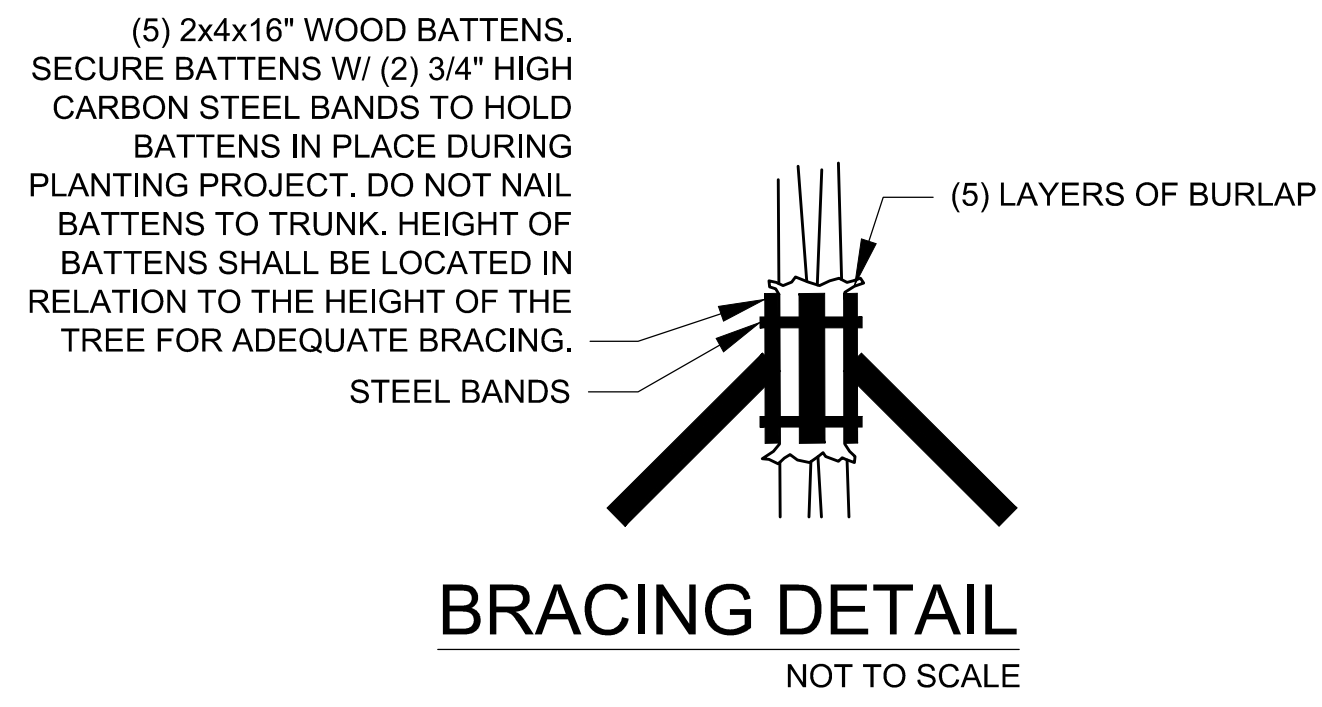 (5) 2x4x16" WOOD BATTENS.
SECURE BATTENS W/ (2) 3/4" HIGH
CARBON STEEL BANDS TO HOLD
BATTENS IN PLACE DURING
PLANTING PROJECT. DO NOT NAIL
BATTENS TO TRUNK. HEIGHT OF
BATTENS SHALL BE LOCATED IN
RELATION TO THE HEIGHT OF THE
TREE FOR ADEQUATE BRACING.
STEEL BANDS
(5) LAYERS OF BURLAP
BRACING DETAIL
NOT TO SCALE